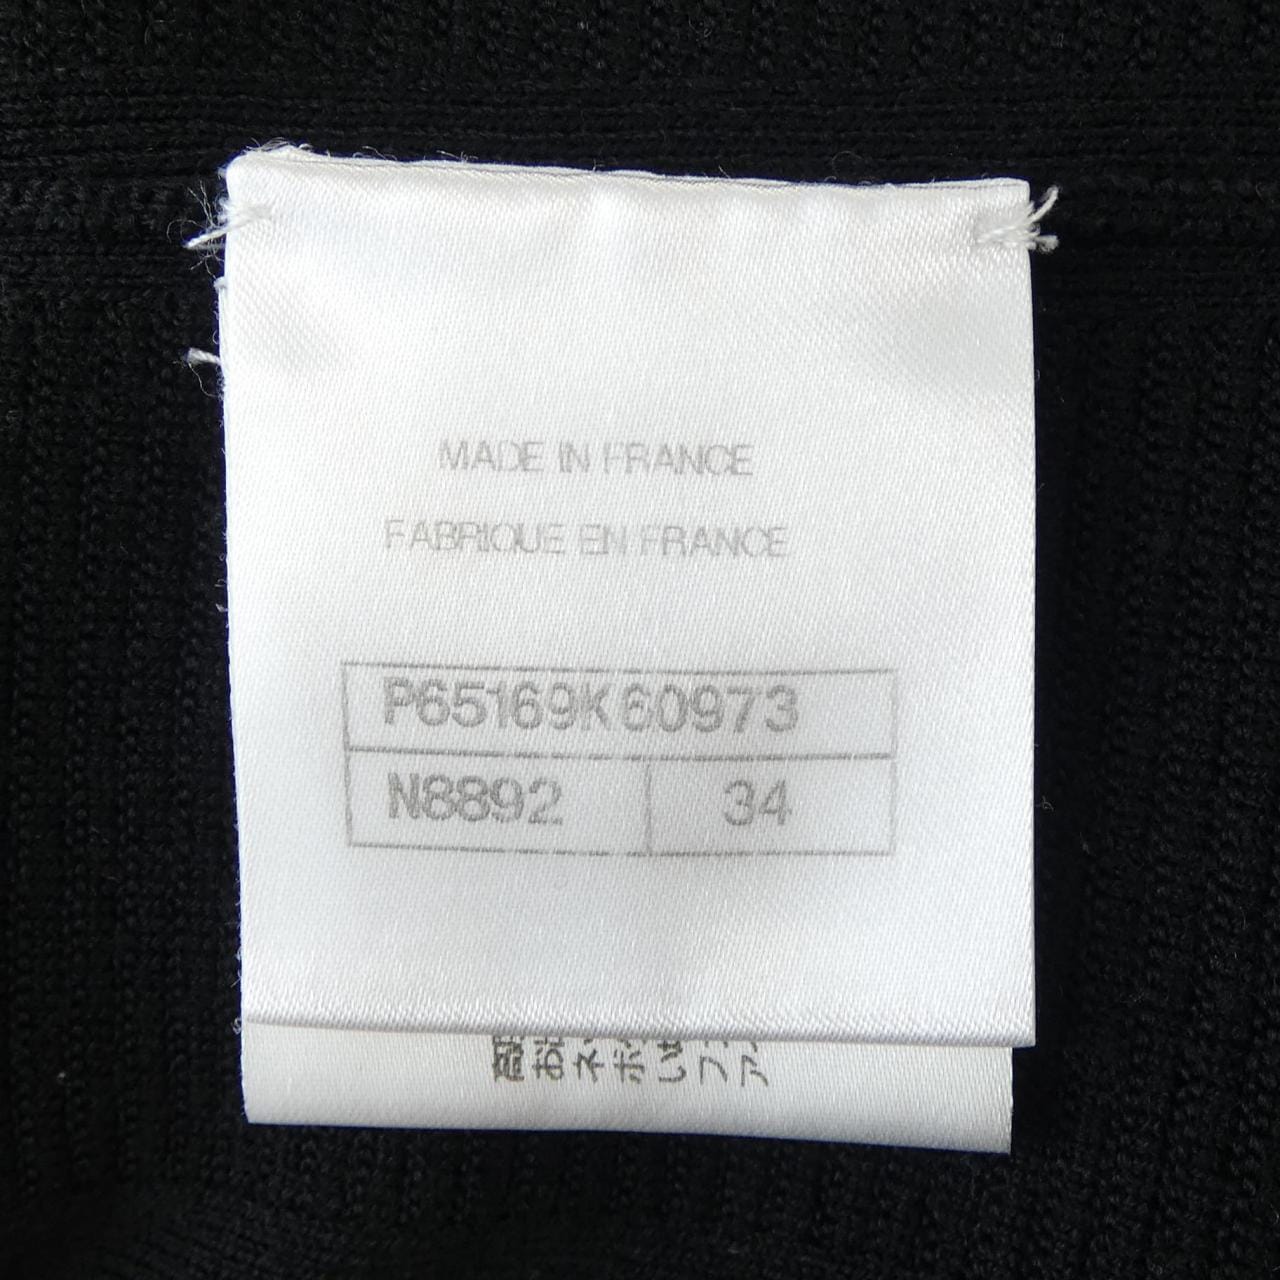 MADE IN FRANCE
FABRIQUE EN FRANCE
P65169K60973
N8892 34